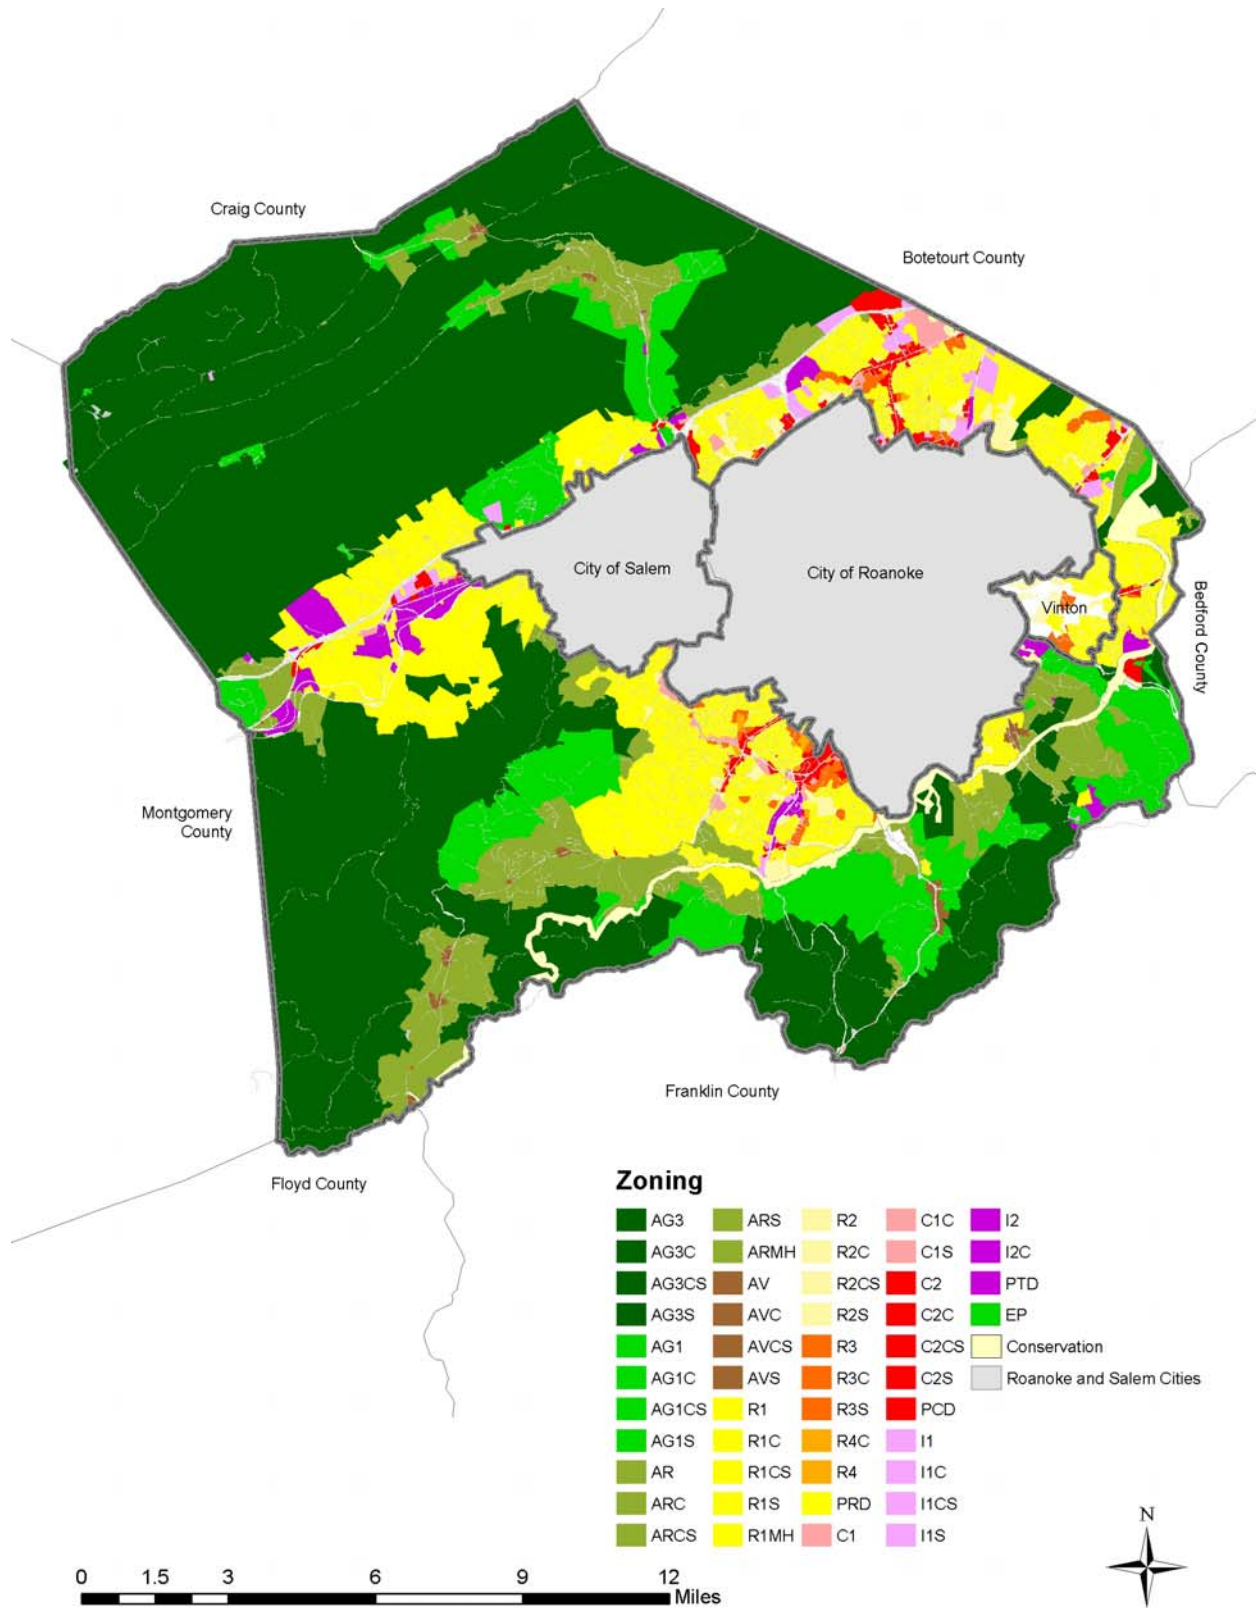 Craig County
Botetourt County
City of Salem
City of Roanoke
Vinton
Bedford County
Montgomery
County
Franklin County
Floyd County
Zoning
AG3
AG3C
AG3CS
AG3S
AG1
AG1C
AG1CS
AG1S
AR
ARC
ARCS
ARS
ARMH
AV
AVC
AVCS
AVS
R1
R1C
R1CS
R1S
R1MH
R2
R2C
R2CS
R2S
R3
R3C
R3S
R4C
R4
PRD
C1
C1C
C1S
C2
C2C
C2CS
C2S
PCD
I1
I1C
I1CS
I1S
I2
I2C
PTD
EP
Conservation
Roanoke and Salem Cities
N
0 1.5 3 6 9 12
Miles